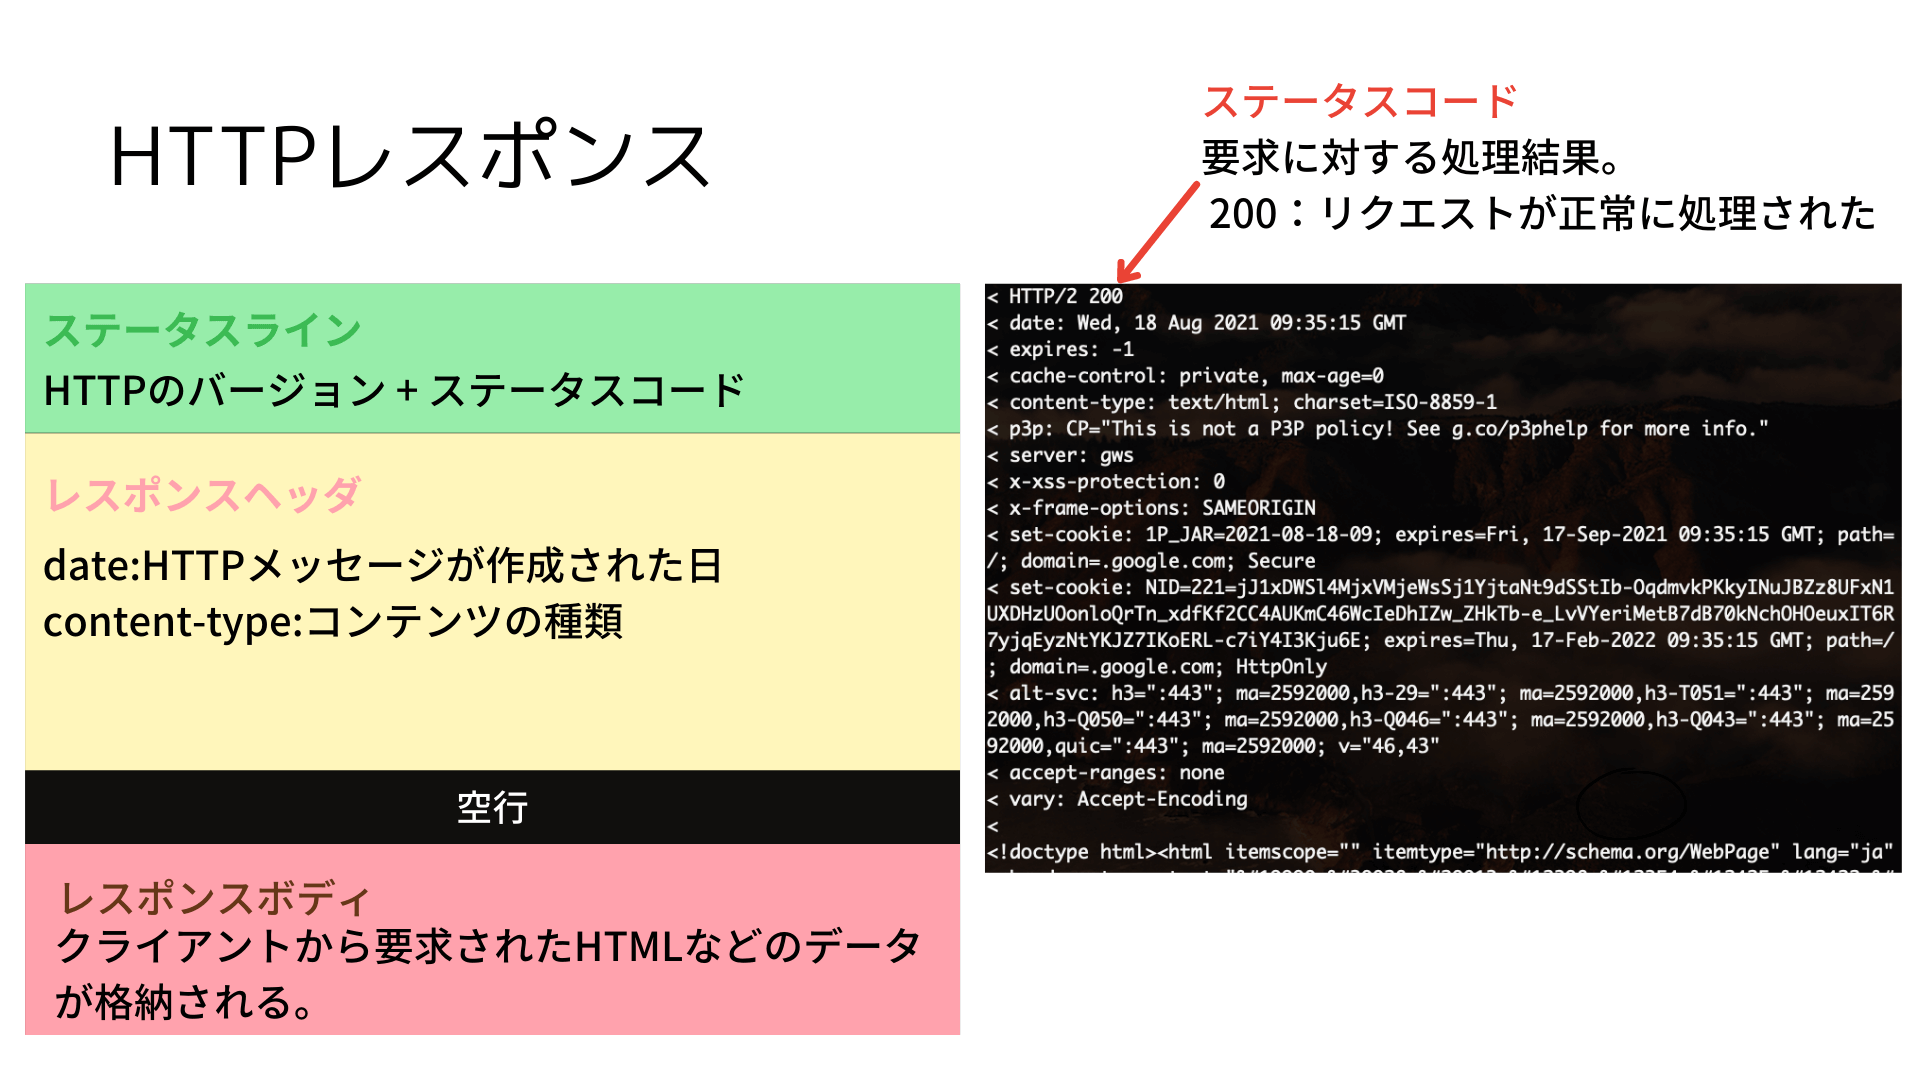 HTTPレスポンス
ステータスコード
要求に対する処理結果。
200：リクエストが正常に処理された
ステータスライン
HTTPのバージョン + ステータスコード
レスポンスヘッダ
date:HTTPメッセージが作成された日
content-type:コンテンツの種類
空行
レスポンスボディ
クライアントから要求されたHTMLなどのデータ
が格納される。
< HTTP/2 200
< date: Wed, 18 Aug 2021 09:35:15 GMT
< expires: -1
< cache-control: private, max-age=0
< content-type: text/html; charset=ISO-8859-1
< p3p: CP="This is not a P3P policy! See g.co/p3phelp for more info."
< server: gws
< x-xss-protection: 0
< x-frame-options: SAMEORIGIN
< set-cookie: 1P_JAR=2021-08-18-09; expires=Fri, 17-Sep-2021 09:35:15 GMT; path=
/; domain=.google.com; Secure
< set-cookie: NID=221=jJ1xDWSl4MjxVMjeWsSj1YjtaNt9dSStIb-OqdmvkPKkyINuJBZz8UFxN1
UXDHzUOonloQrTn_xdfKf2CC4AUKmC46WcIeDhIZw_ZHkTb-e_LvVYeriMetB7dB70kNchOHOeuxIT6R
7yjqEyzNtYKJZ7IKoERL-c7iY4I3Kju6E; expires=Thu, 17-Feb-2022 09:35:15 GMT; path=/
; domain=.google.com; HttpOnly
< alt-svc: h3=":443"; ma=2592000,h3-29=":443"; ma=2592000,h3-T051=":443"; ma=259
2000,h3-Q050=":443"; ma=2592000,h3-Q046=":443"; ma=2592000,h3-Q043=":443"; ma=25
92000,quic=":443"; ma=2592000; v="46,43"
< accept-ranges: none
< vary: Accept-Encoding
<
<!doctype html><html itemscope="" itemtype="http://schema.org/WebPage" lang="ja"